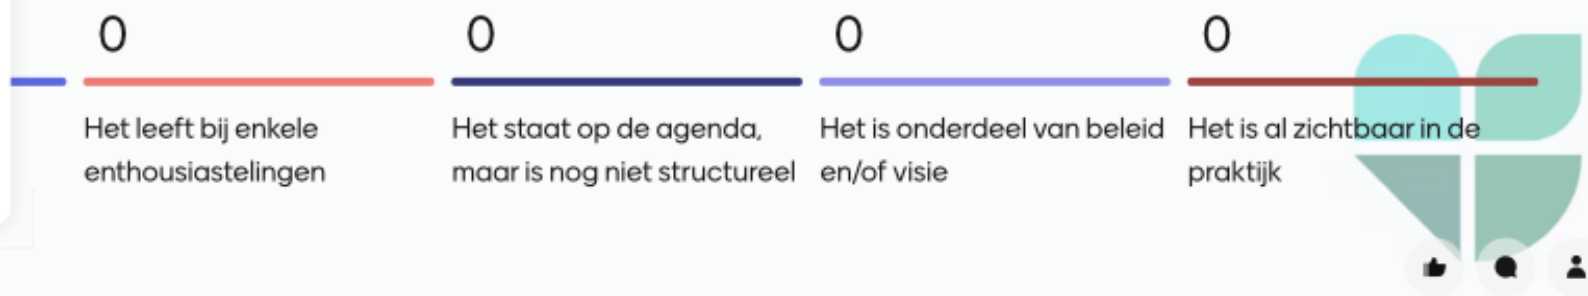 0 0 0 0
Het leeft bij enkele
enthousiastelingen
Het staat op de agenda,
maar is nog niet structureel
Het is onderdeel van beleid
en/of visie
Het is al zichtbaar in de
praktijk